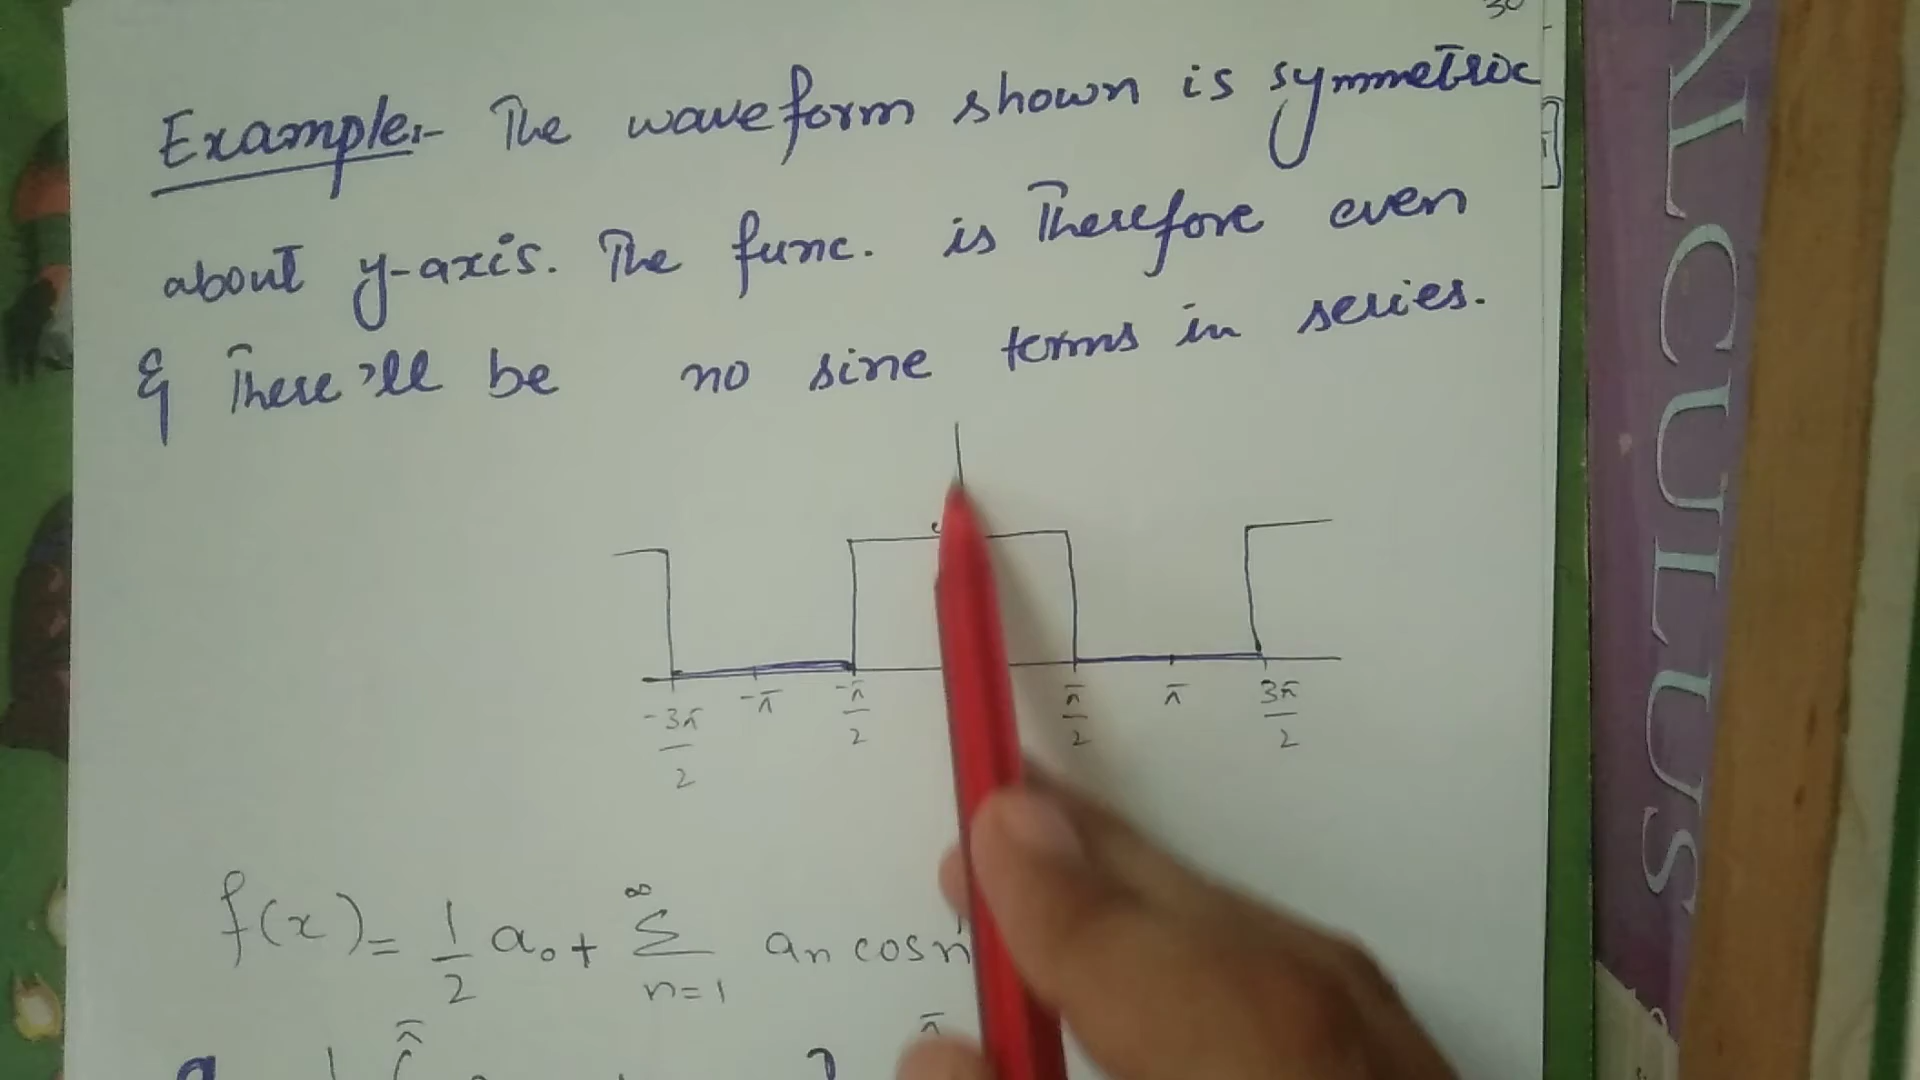 Example:- The waveform shown is symmetric
about y-axis. The func. is Therefore even
& There'll be no sine terms in series.
-3π/2 -π -π/2 π/2 π 3π/2
f(x) = 1/2 a₀ + ∞ Σ n=1 an cos n
ALCULUS